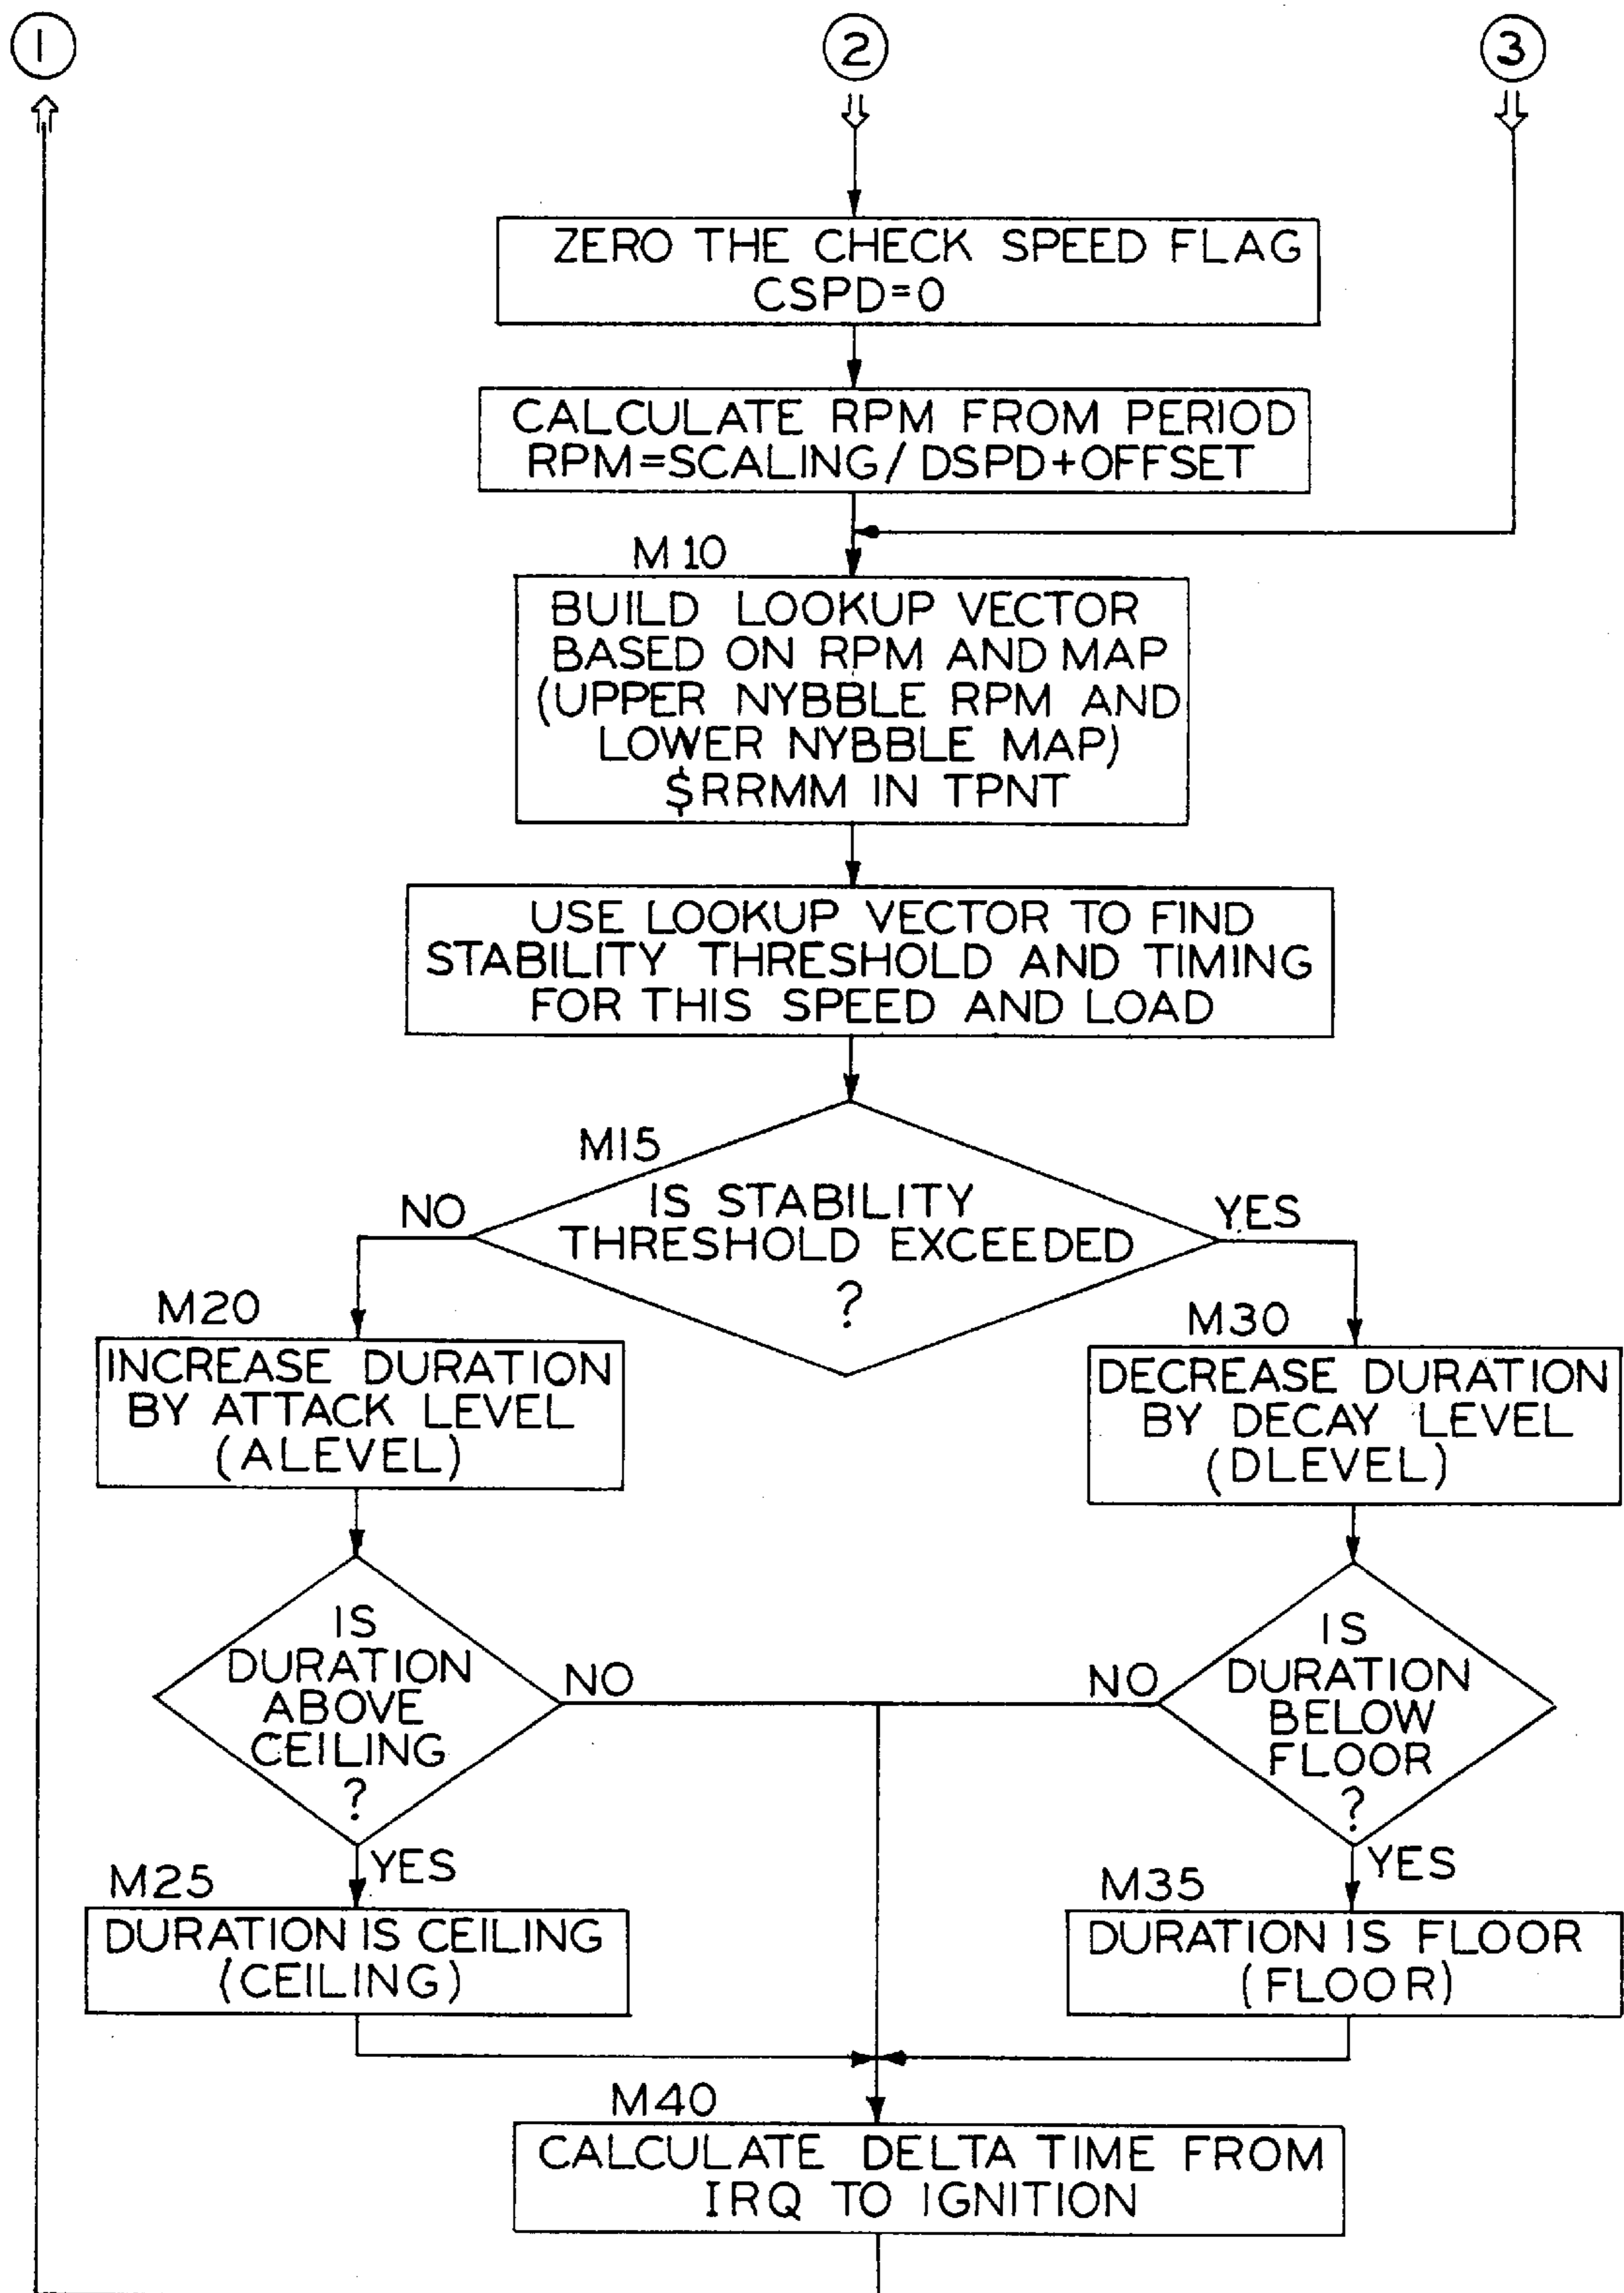 1
2
3
ZERO THE CHECK SPEED FLAG
CSPD=0
CALCULATE RPM FROM PERIOD
RPM=SCALING/ DSPD+OFFSET
M 10
BUILD LOOKUP VECTOR
BASED ON RPM AND MAP
(UPPER NYBBLE RPM AND
LOWER NYBBLE MAP)
$RRMM IN TPNT
USE LOOKUP VECTOR TO FIND
STABILITY THRESHOLD AND TIMING
FOR THIS SPEED AND LOAD
M15
IS STABILITY
THRESHOLD EXCEEDED
?
NO
YES
M20
INCREASE DURATION
BY ATTACK LEVEL
(ALEVEL)
M30
DECREASE DURATION
BY DECAY LEVEL
(DLEVEL)
IS
DURATION
ABOVE
CEILING
?
NO
YES
NO
IS
DURATION
BELOW
FLOOR
?
YES
M25
DURATION IS CEILING
(CEILING)
M35
DURATION IS FLOOR
(FLOOR)
M40
CALCULATE DELTA TIME FROM
IRQ TO IGNITION